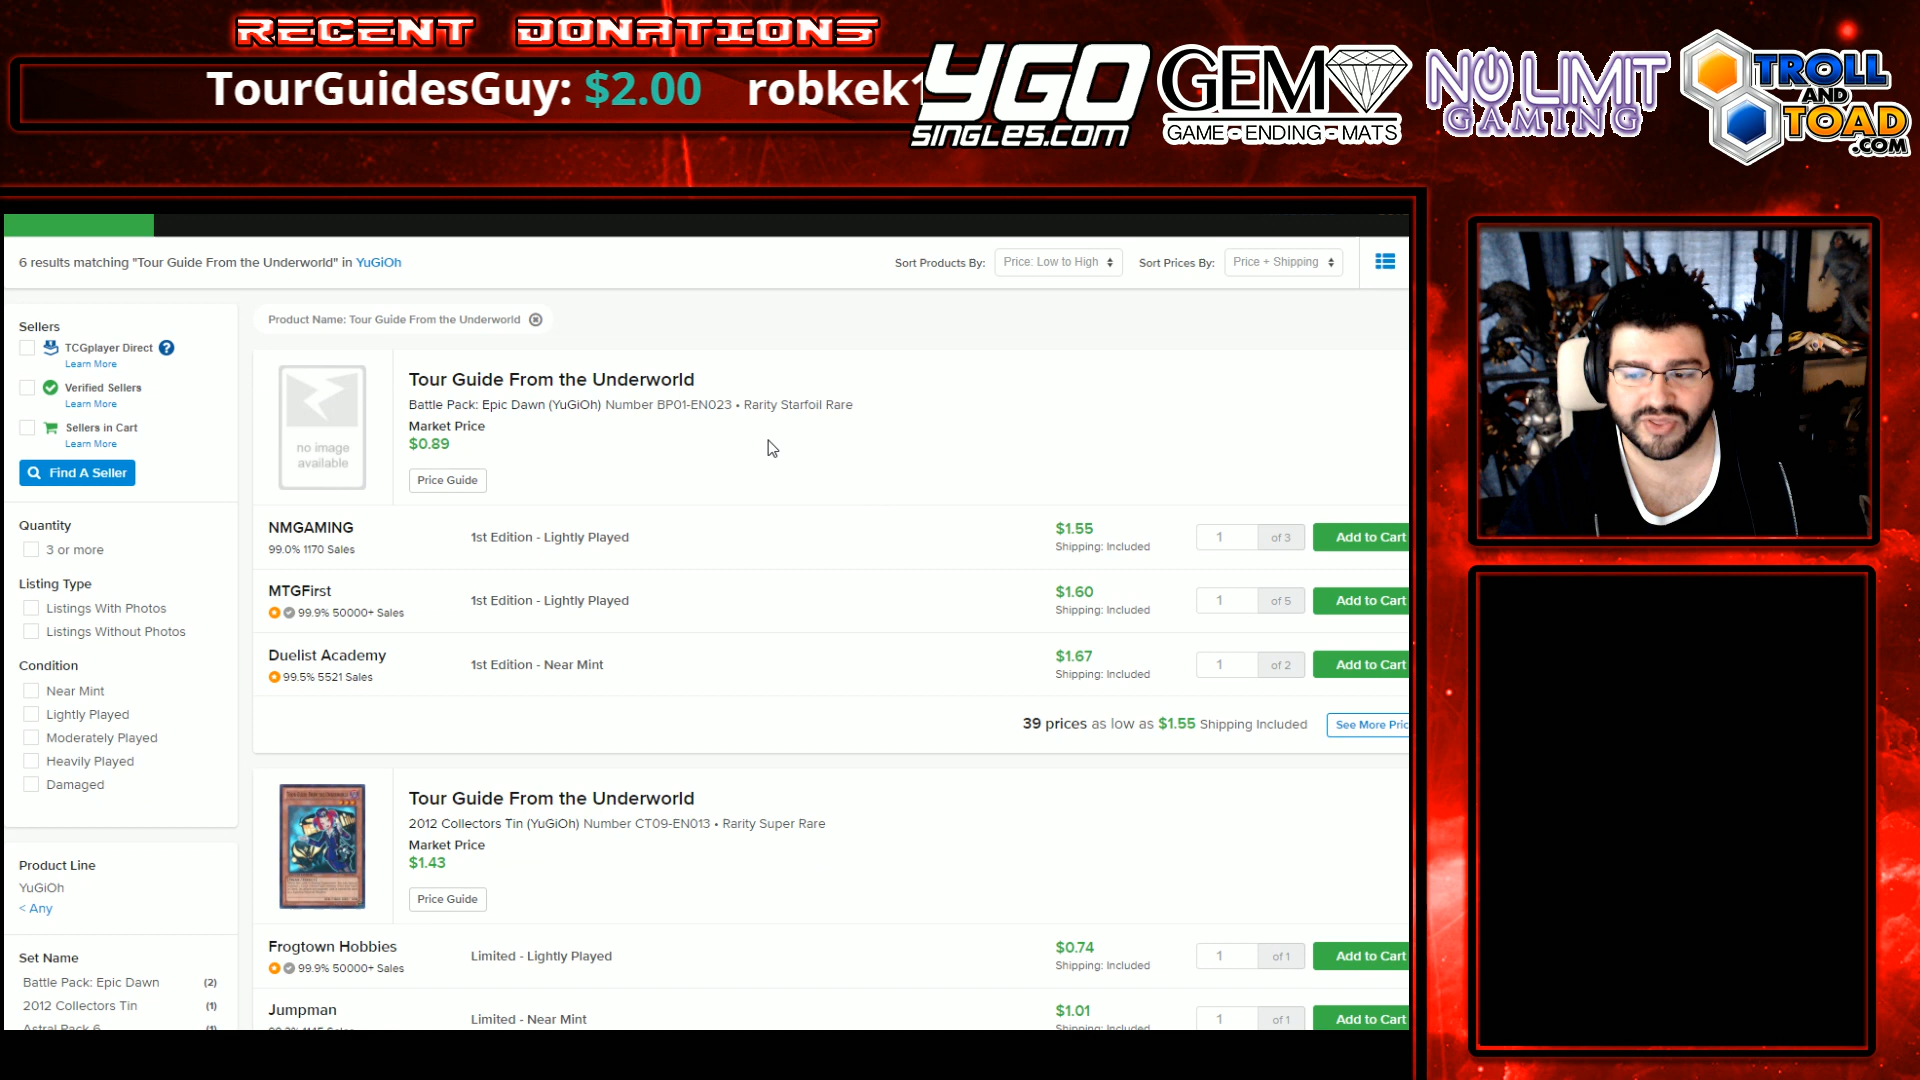 RECENT DONATIONS
TourGuidesGuy: $2.00 robkek1
YGO
SINGLES.COM
GEM
GAME-ENDING-MATS
NO LIMIT
GAMING
TROLL
AND
TOAD
.COM
6 results matching "Tour Guide From the Underworld" in YuGiOh
Sort Products By: Price: Low to High Sort Prices By: Price + Shipping
Product Name: Tour Guide From the Underworld
Sellers
TCGplayer Direct ?
Learn More
Verified Sellers
Learn More
Sellers in Cart
Learn More
Find A Seller
Quantity
3 or more
Listing Type
Listings With Photos
Listings Without Photos
Condition
Near Mint
Lightly Played
Moderately Played
Heavily Played
Damaged
Product Line
YuGiOh
< Any
Set Name
Battle Pack: Epic Dawn (2)
2012 Collectors Tin (1)
Astral Pack 6 (1)
no image
available
Tour Guide From the Underworld
Battle Pack: Epic Dawn (YuGiOh) Number BP01-EN023 • Rarity Starfoil Rare
Market Price
$0.89
Price Guide
NMGAMING
99.0% 1170 Sales
1st Edition - Lightly Played
$1.55
Shipping: Included
1 of 3 Add to Cart
MTGFirst
99.9% 50000+ Sales
1st Edition - Lightly Played
$1.60
Shipping: Included
1 of 5 Add to Cart
Duelist Academy
99.5% 5521 Sales
1st Edition - Near Mint
$1.67
Shipping: Included
1 of 2 Add to Cart
39 prices as low as $1.55 Shipping Included See More Pric
Tour Guide From the Underworld
2012 Collectors Tin (YuGiOh) Number CT09-EN013 • Rarity Super Rare
Market Price
$1.43
Price Guide
Frogtown Hobbies
99.9% 50000+ Sales
Limited - Lightly Played
$0.74
Shipping: Included
1 of 1 Add to Cart
Jumpman
Limited - Near Mint
$1.01
Shipping: Included
1 of 1 Add to Cart